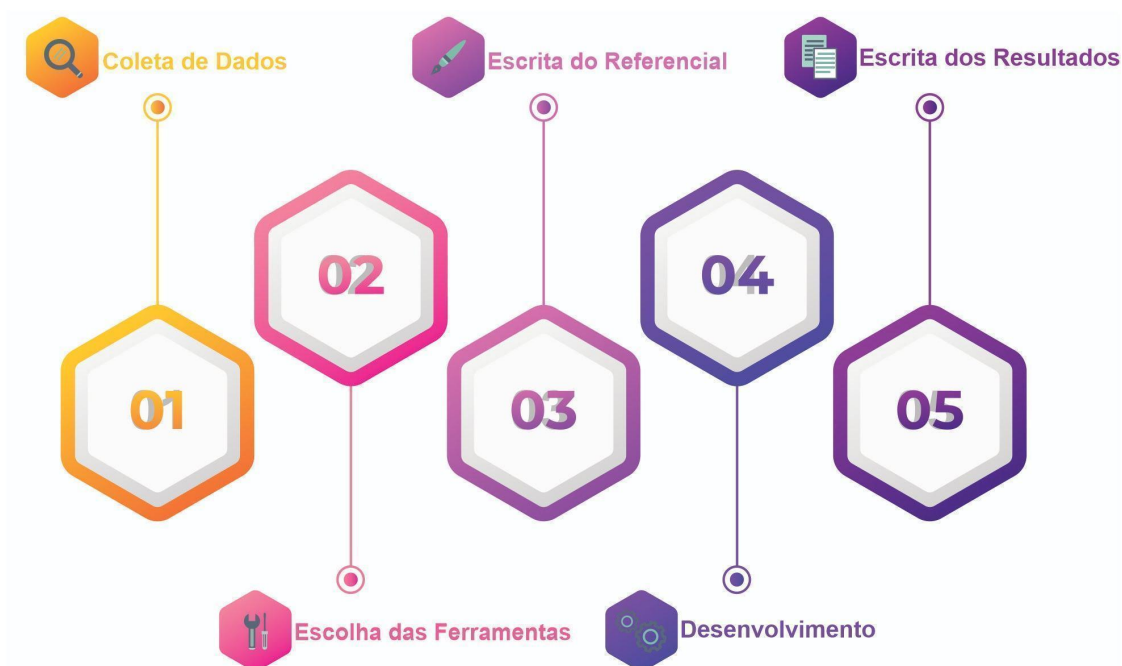 Coleta de Dados
Escrita do Referencial
Escrita dos Resultados
02
04
01
03
05
Escolha das Ferramentas
Desenvolvimento